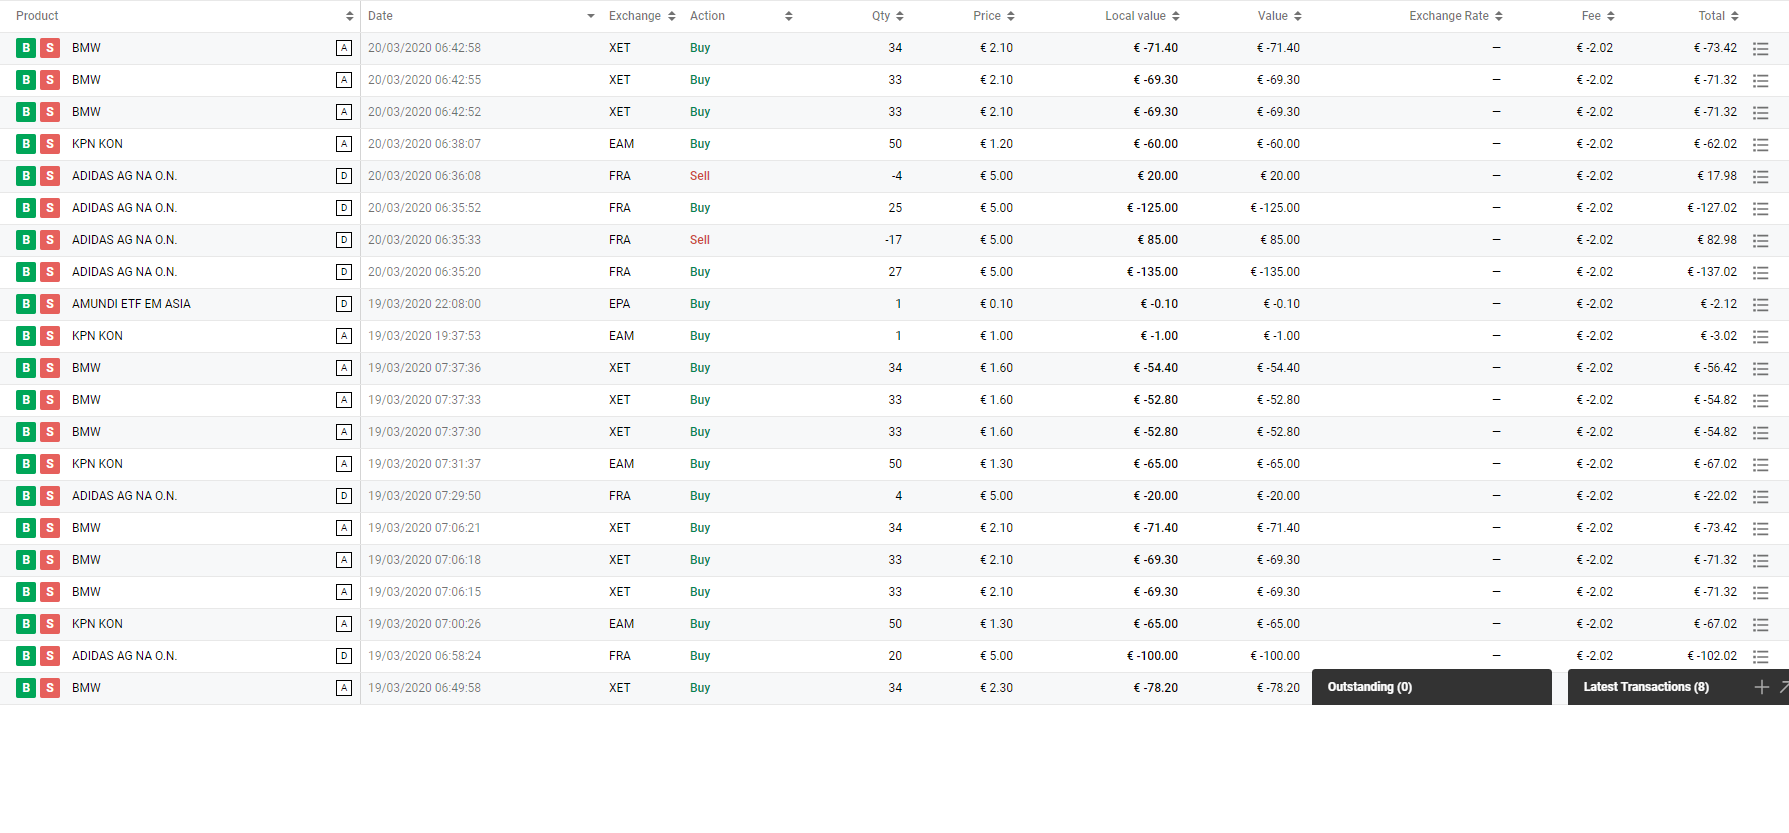 Product Date Exchange Action Qty Price Local value Value Exchange Rate Fee Total
B S BMW A 20/03/2020 06:42:58 XET Buy 34 € 2.10 € -71.40 € -71.40 — € -2.02 € -73.42
B S BMW A 20/03/2020 06:42:55 XET Buy 33 € 2.10 € -69.30 € -69.30 — € -2.02 € -71.32
B S BMW A 20/03/2020 06:42:52 XET Buy 33 € 2.10 € -69.30 € -69.30 — € -2.02 € -71.32
B S KPN KON A 20/03/2020 06:38:07 EAM Buy 50 € 1.20 € -60.00 € -60.00 — € -2.02 € -62.02
B S ADIDAS AG NA O.N. D 20/03/2020 06:36:08 FRA Sell -4 € 5.00 € 20.00 € 20.00 — € -2.02 € 17.98
B S ADIDAS AG NA O.N. D 20/03/2020 06:35:52 FRA Buy 25 € 5.00 € -125.00 € -125.00 — € -2.02 € -127.02
B S ADIDAS AG NA O.N. D 20/03/2020 06:35:33 FRA Sell -17 € 5.00 € 85.00 € 85.00 — € -2.02 € 82.98
B S ADIDAS AG NA O.N. D 20/03/2020 06:35:20 FRA Buy 27 € 5.00 € -135.00 € -135.00 — € -2.02 € -137.02
B S AMUNDI ETF EM ASIA D 19/03/2020 22:08:00 EPA Buy 1 € 0.10 € -0.10 € -0.10 — € -2.02 € -2.12
B S KPN KON A 19/03/2020 19:37:53 EAM Buy 1 € 1.00 € -1.00 € -1.00 — € -2.02 € -3.02
B S BMW A 19/03/2020 07:37:36 XET Buy 34 € 1.60 € -54.40 € -54.40 — € -2.02 € -56.42
B S BMW A 19/03/2020 07:37:33 XET Buy 33 € 1.60 € -52.80 € -52.80 — € -2.02 € -54.82
B S BMW A 19/03/2020 07:37:30 XET Buy 33 € 1.60 € -52.80 € -52.80 — € -2.02 € -54.82
B S KPN KON A 19/03/2020 07:31:37 EAM Buy 50 € 1.30 € -65.00 € -65.00 — € -2.02 € -67.02
B S ADIDAS AG NA O.N. D 19/03/2020 07:29:50 FRA Buy 4 € 5.00 € -20.00 € -20.00 — € -2.02 € -22.02
B S BMW A 19/03/2020 07:06:21 XET Buy 34 € 2.10 € -71.40 € -71.40 — € -2.02 € -73.42
B S BMW A 19/03/2020 07:06:18 XET Buy 33 € 2.10 € -69.30 € -69.30 — € -2.02 € -71.32
B S BMW A 19/03/2020 07:06:15 XET Buy 33 € 2.10 € -69.30 € -69.30 — € -2.02 € -71.32
B S KPN KON A 19/03/2020 07:00:26 EAM Buy 50 € 1.30 € -65.00 € -65.00 — € -2.02 € -67.02
B S ADIDAS AG NA O.N. D 19/03/2020 06:58:24 FRA Buy 20 € 5.00 € -100.00 € -100.00 — € -2.02 € -102.02
B S BMW A 19/03/2020 06:49:58 XET Buy 34 € 2.30 € -78.20 € -78.20
Outstanding (0) Latest Transactions (8)